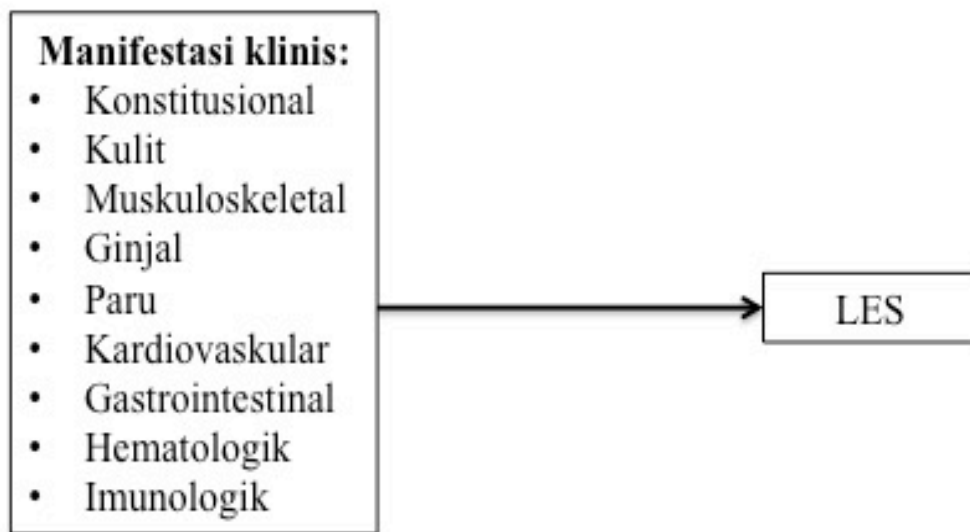 Manifestasi klinis:
• Konstitusional
• Kulit
• Muskuloskeletal
• Ginjal
• Paru
• Kardiovaskular
• Gastrointestinal
• Hematologik
• Imunologik
LES